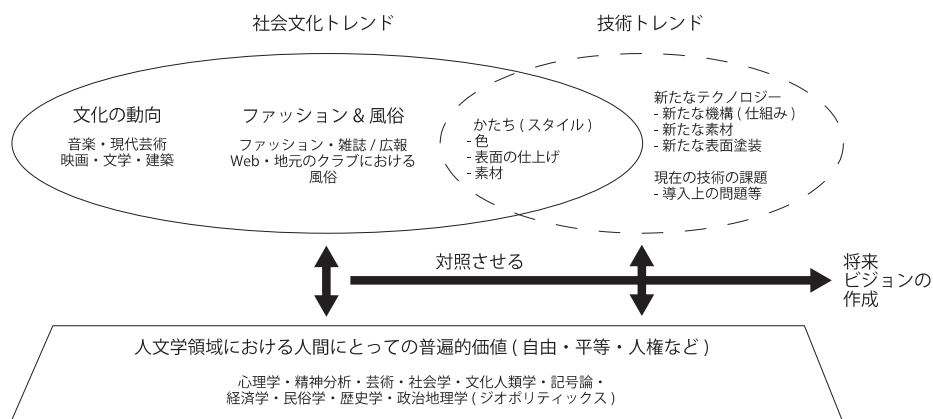 社会文化トレンド
技術トレンド
文化の動向
音楽・現代芸術
映画・文学・建築
ファッション & 風俗
ファッション・雑誌 / 広報
Web・地元のクラブにおける
風俗
かたち ( スタイル )
- 色
- 表面の仕上げ
- 素材
新たなテクノロジー
- 新たな機構 ( 仕組み )
- 新たな素材
- 新たな表面塗装
現在の技術の課題
- 導入上の問題等
対照させる
将来
ビジョンの
作成
人文学領域における人間にとっての普遍的価値 ( 自由・平等・人権など )
心理学・精神分析・芸術・社会学・文化人類学・記号論・
経済学・民俗学・歴史学・政治地理学 ( ジオポリティックス )